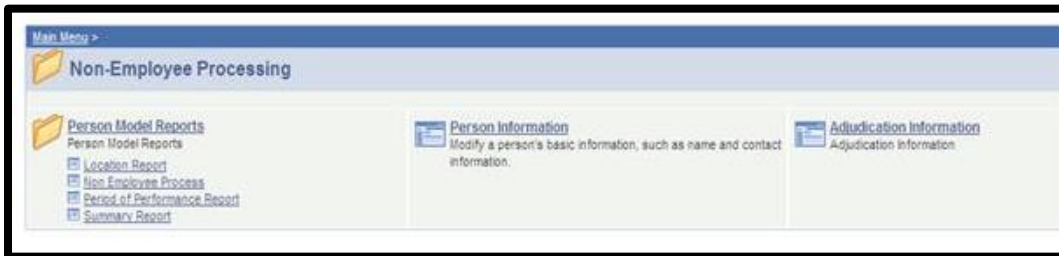 Main Menu >
Non-Employee Processing
Person Model Reports
Person Model Reports
Location Report
Non Employee Process
Period of Performance Report
Summary Report
Person Information
Modify a person's basic information, such as name and contact
information.
Adjudication Information
Adjudication Information